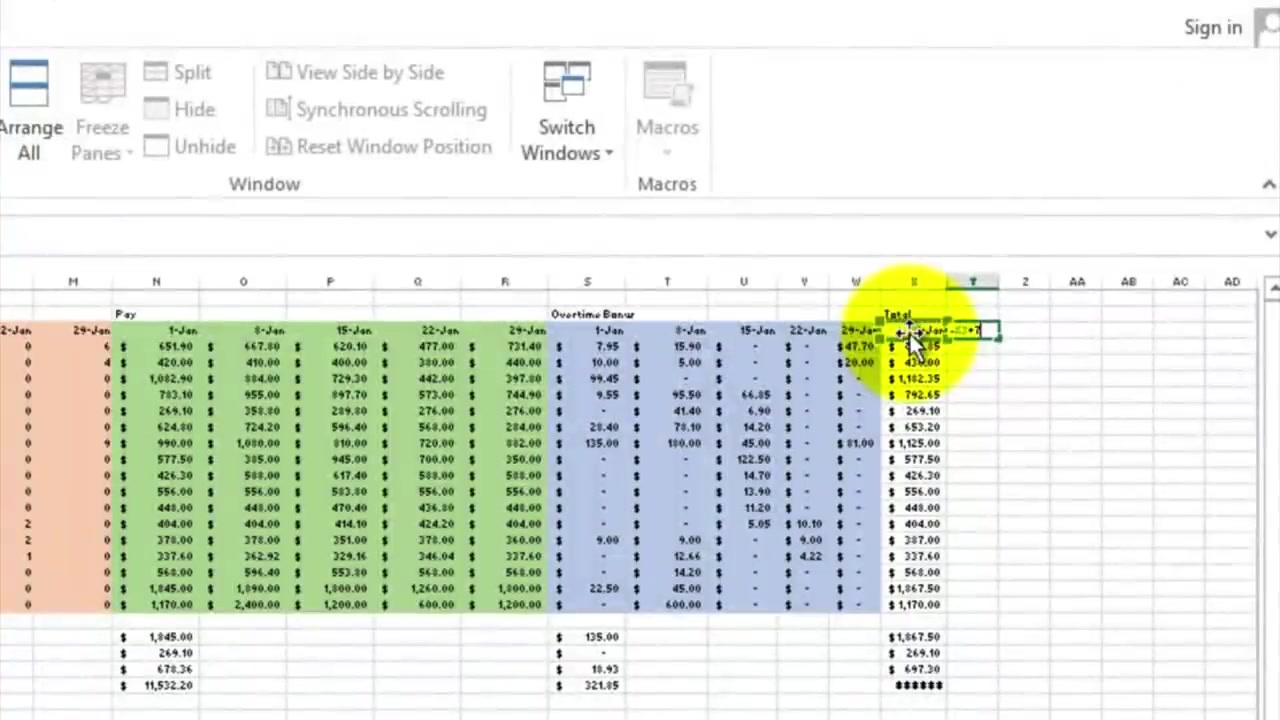 Sign in
Arrange All
Freeze Panes
Split
Hide
Unhide
View Side by Side
Synchronous Scrolling
Reset Window Position
Switch Windows
Macros
Window
Macros
M N O P Q R S T U V W X Y Z AA AB AC AD
Pay Overtime Bonus Total
2-Jan 29-Jan 1-Jan 8-Jan 15-Jan 22-Jan 29-Jan 1-Jan 8-Jan 15-Jan 22-Jan 29-Jan +7
0 6 $ 651.90 $ 667.80 $ 620.10 $ 477.00 $ 731.40 $ 7.95 $ 15.90 $ - $ - $ 47.70 $
0 4 $ 420.00 $ 410.00 $ 400.00 $ 380.00 $ 440.00 $ 10.00 $ 5.00 $ - $ - $ 20.00 $ 430.00
0 0 $ 1,082.90 $ 884.00 $ 729.30 $ 442.00 $ 397.80 $ 99.45 $ - $ - $ - $ - $ 1,182.35
0 0 $ 783.10 $ 955.00 $ 897.70 $ 573.00 $ 744.90 $ 9.55 $ 95.50 $ 66.85 $ - $ - $ 792.65
0 0 $ 269.10 $ 358.80 $ 289.80 $ 276.00 $ 276.00 $ - $ 41.40 $ 6.90 $ - $ - $ 269.10
0 0 $ 624.80 $ 724.20 $ 596.40 $ 568.00 $ 284.00 $ 28.40 $ 78.10 $ 14.20 $ - $ - $ 653.20
0 9 $ 990.00 $ 1,080.00 $ 810.00 $ 720.00 $ 882.00 $ 135.00 $ 180.00 $ 45.00 $ - $ 81.00 $ 1,125.00
0 0 $ 577.50 $ 385.00 $ 945.00 $ 700.00 $ 350.00 $ - $ - $ 122.50 $ - $ - $ 577.50
0 0 $ 426.30 $ 588.00 $ 617.40 $ 588.00 $ 588.00 $ - $ - $ 14.70 $ - $ - $ 426.30
0 0 $ 556.00 $ 556.00 $ 583.80 $ 556.00 $ 556.00 $ - $ - $ 13.90 $ - $ - $ 556.00
0 0 $ 448.00 $ 448.00 $ 470.40 $ 436.80 $ 448.00 $ - $ - $ 11.20 $ - $ - $ 448.00
2 0 $ 404.00 $ 404.00 $ 414.10 $ 424.20 $ 404.00 $ - $ - $ 5.05 $ 10.10 $ - $ 404.00
2 0 $ 378.00 $ 378.00 $ 351.00 $ 378.00 $ 360.00 $ 9.00 $ 9.00 $ - $ 9.00 $ - $ 387.00
1 0 $ 337.60 $ 362.92 $ 329.16 $ 346.04 $ 337.60 $ - $ 12.66 $ - $ 4.22 $ - $ 337.60
0 0 $ 568.00 $ 596.40 $ 553.80 $ 568.00 $ 568.00 $ - $ 14.20 $ - $ - $ - $ 568.00
0 0 $ 1,845.00 $ 1,890.00 $ 1,800.00 $ 1,260.00 $ 1,800.00 $ 22.50 $ 45.00 $ - $ - $ - $ 1,867.50
0 0 $ 1,170.00 $ 2,400.00 $ 1,200.00 $ 600.00 $ 1,200.00 $ - $ 600.00 $ - $ - $ - $ 1,170.00
$ 1,845.00 $ 135.00 $ 1,867.50
$ 269.10 $ - $ 269.10
$ 678.36 $ 18.93 $ 697.30
$ 11,532.20 $ 321.85 ######